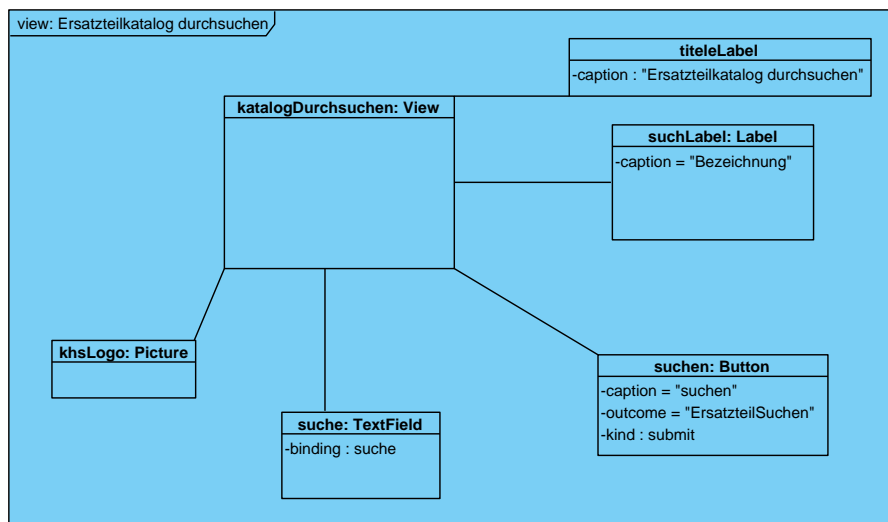 view: Ersatzteilkatalog durchsuchen
titeleLabel
-caption : "Ersatzteilkatalog durchsuchen"
katalogDurchsuchen: View
suchLabel: Label
-caption = "Bezeichnung"
khsLogo: Picture
suchen: Button
-caption = "suchen"
-outcome = "ErsatzteilSuchen"
-kind : submit
suche: TextField
-binding : suche